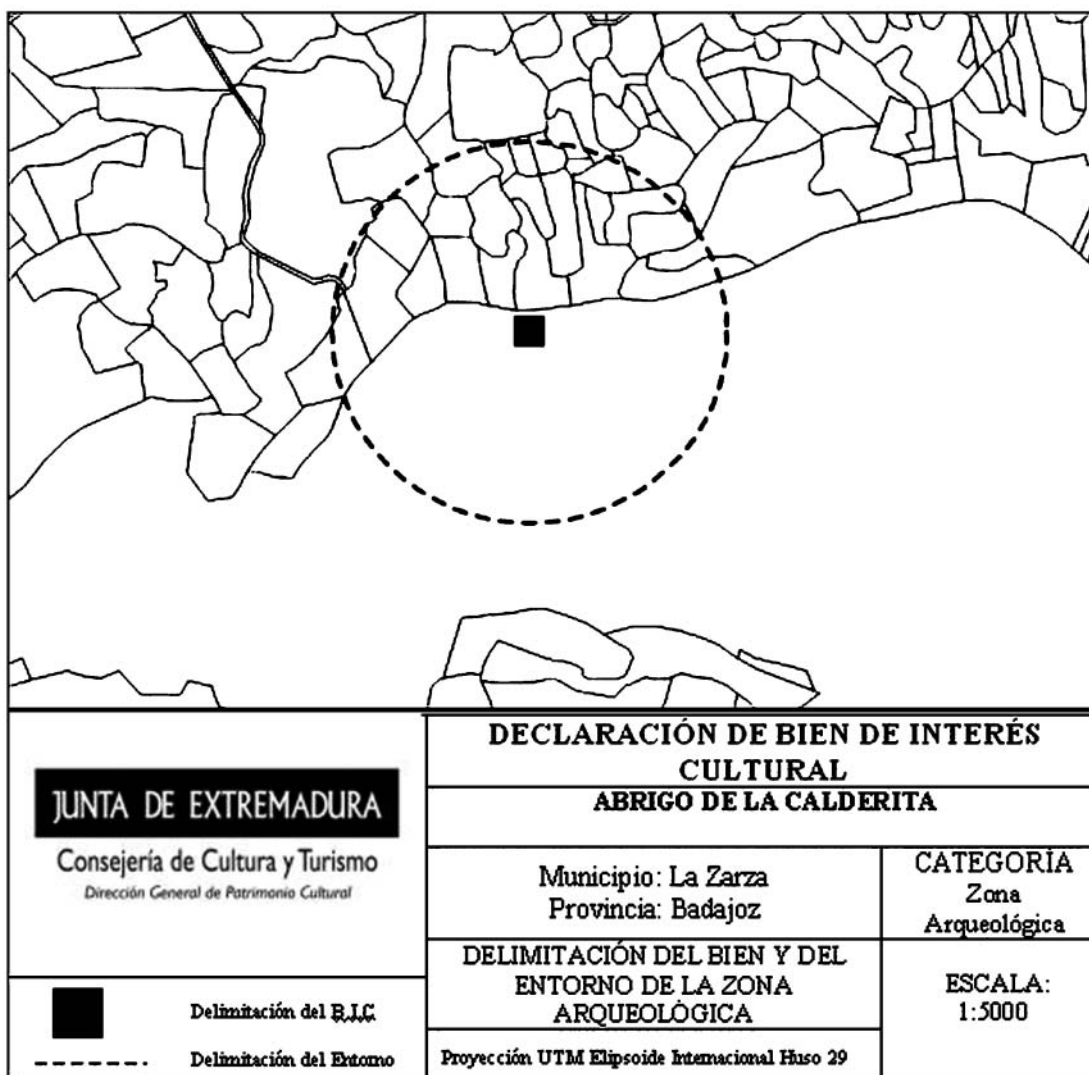 DECLARACIÓN DE BIEN DE INTERÉS
CULTURAL
ABRIGO DE LA CALDERITA
JUNTA DE EXTREMADURA
Consejería de Cultura y Turismo
Dirección General de Patrimonio Cultural
Municipio: La Zarza
Provincia: Badajoz
CATEGORÍA
Zona
Arqueológica
DELIMITACIÓN DEL BIEN Y DEL
ENTORNO DE LA ZONA
ARQUEOLÓGICA
ESCALA:
1:5000
Delimitación del B.I.C
Delimitación del Entorno
Proyección UTM Elipsoide Internacional Huso 29